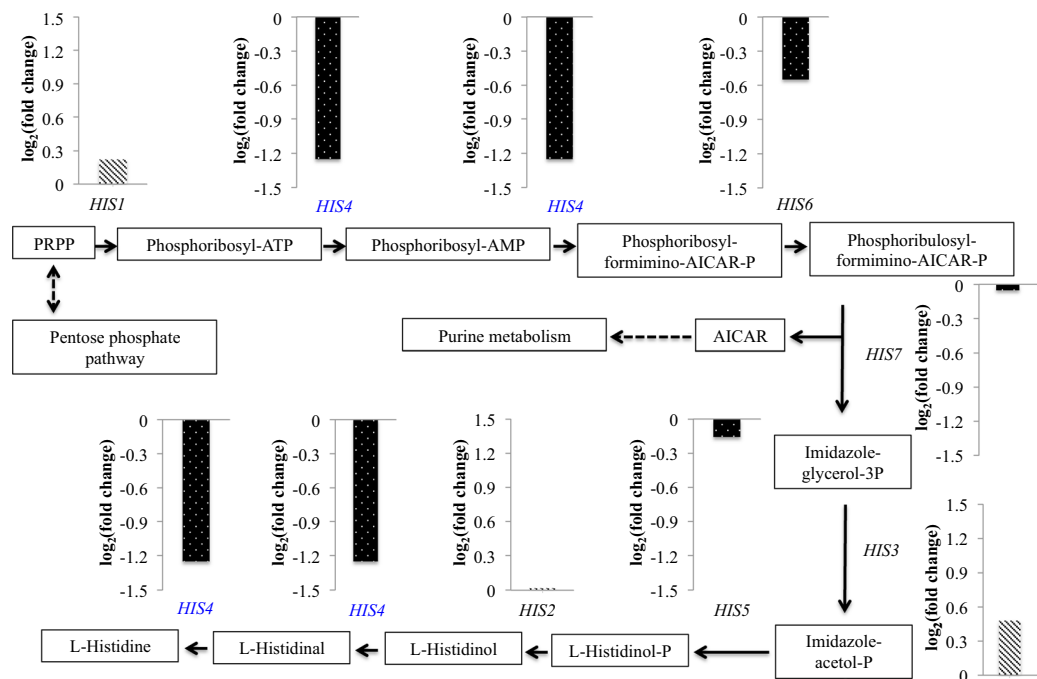 log2(fold change)
1.5
1.2
0.9
0.6
0.3
0
HIS1
log2(fold change)
0
-0.3
-0.6
-0.9
-1.2
-1.5
HIS4
log2(fold change)
0
-0.3
-0.6
-0.9
-1.2
-1.5
HIS4
log2(fold change)
0
-0.3
-0.6
-0.9
-1.2
-1.5
HIS6
PRPP
Phosphoribosyl-ATP
Phosphoribosyl-AMP
Phosphoribosyl-
formimino-AICAR-P
Phosphoribulosyl-
formimino-AICAR-P
Pentose phosphate
pathway
Purine metabolism
AICAR
HIS7
log2(fold change)
0
-0.3
-0.6
-0.9
-1.2
-1.5
log2(fold change)
0
-0.3
-0.6
-0.9
-1.2
-1.5
HIS4
log2(fold change)
0
-0.3
-0.6
-0.9
-1.2
-1.5
HIS4
log2(fold change)
1.5
1.2
0.9
0.6
0.3
0
HIS2
log2(fold change)
0
-0.3
-0.6
-0.9
-1.2
-1.5
HIS5
Imidazole-
glycerol-3P
HIS3
log2(fold change)
1.5
1.2
0.9
0.6
0.3
0
L-Histidine
L-Histidinal
L-Histidinol
L-Histidinol-P
Imidazole-
acetol-P